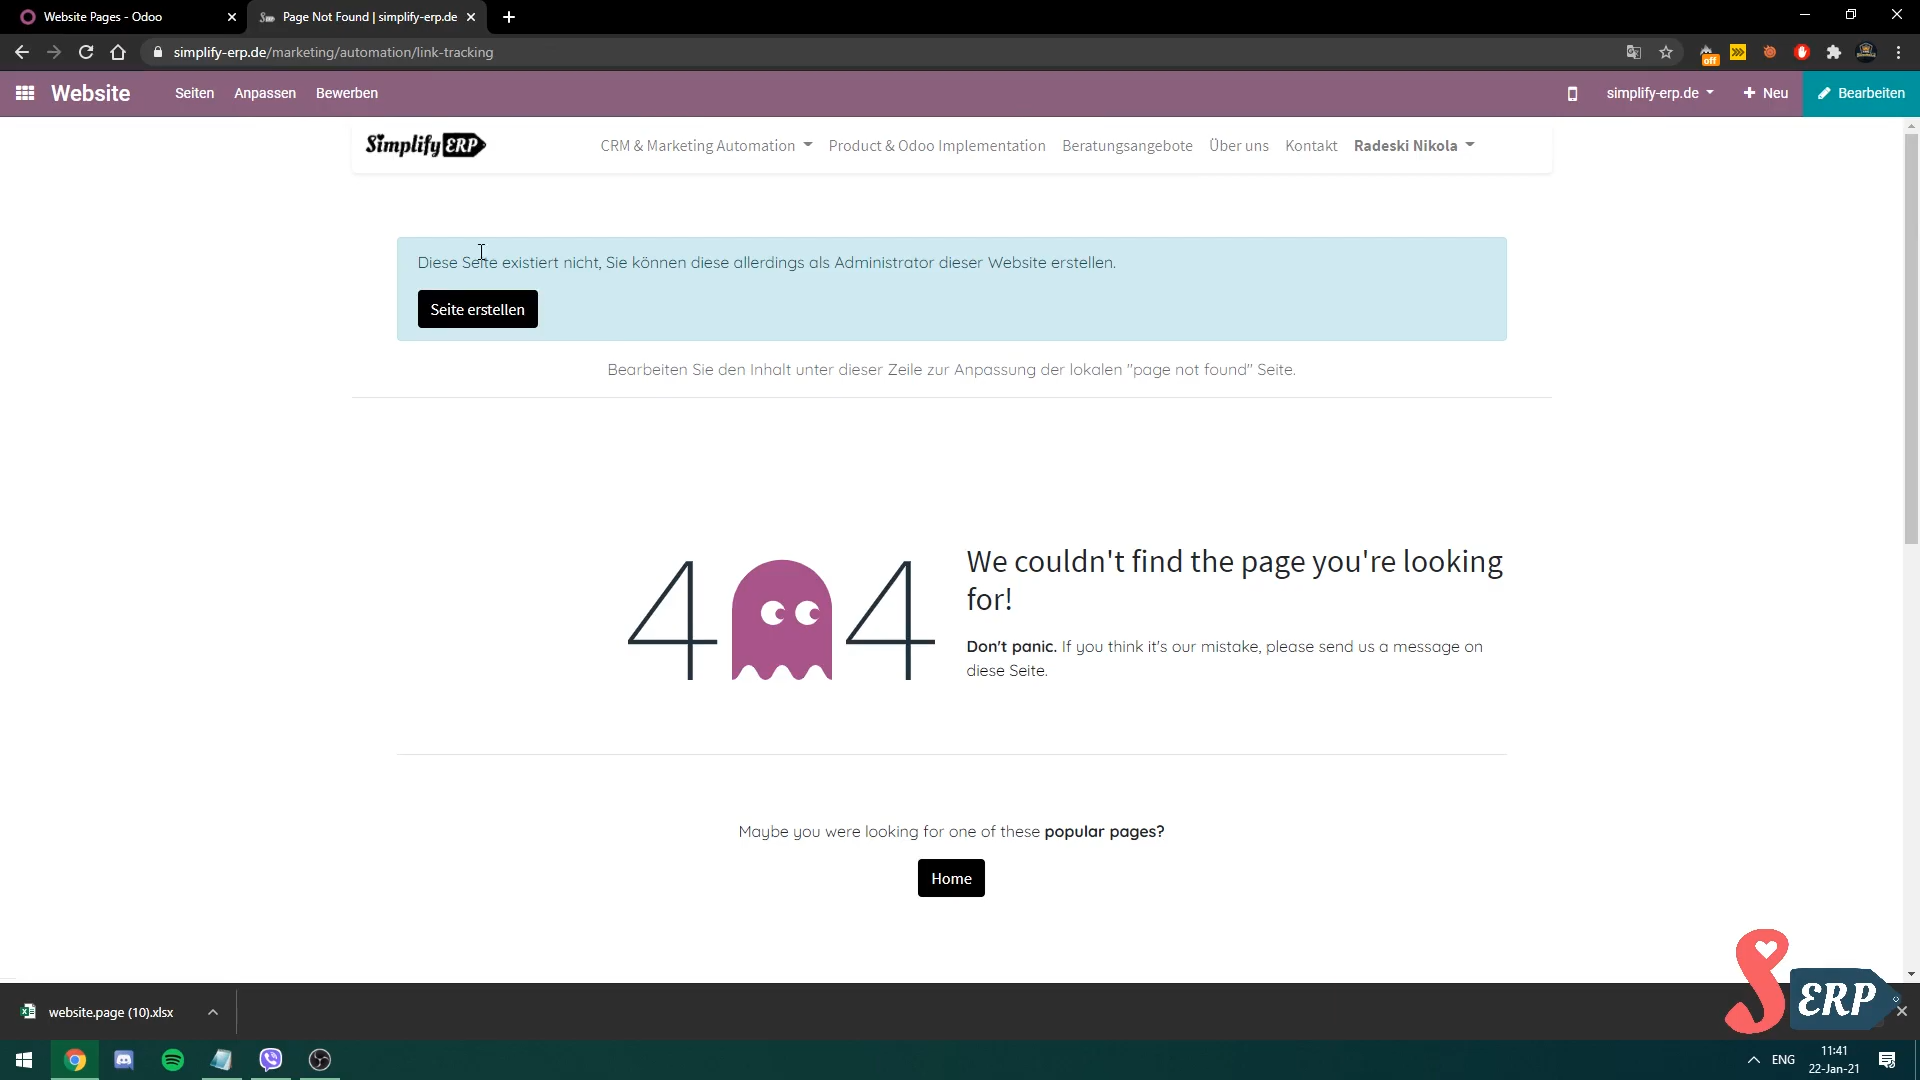 Website Pages - Odoo
Page Not Found | simplify-erp.de
simplify-erp.de/marketing/automation/link-tracking
off
Website
Seiten
Anpassen
Bewerben
simplify-erp.de
Neu
Bearbeiten
Simplify ERP
CRM & Marketing Automation
Product & Odoo Implementation
Beratungsangebote
Über uns
Kontakt
Radeski Nikola
Diese Seite existiert nicht, Sie können diese allerdings als Administrator dieser Website erstellen.
Seite erstellen
Bearbeiten Sie den Inhalt unter dieser Zeile zur Anpassung der lokalen "page not found" Seite.
4 4
We couldn't find the page you're looking
for!
Don't panic. If you think it's our mistake, please send us a message on
diese Seite.
Maybe you were looking for one of these popular pages?
Home
S ERP
website.page (10).xlsx
ENG
11:41
22-Jan-21